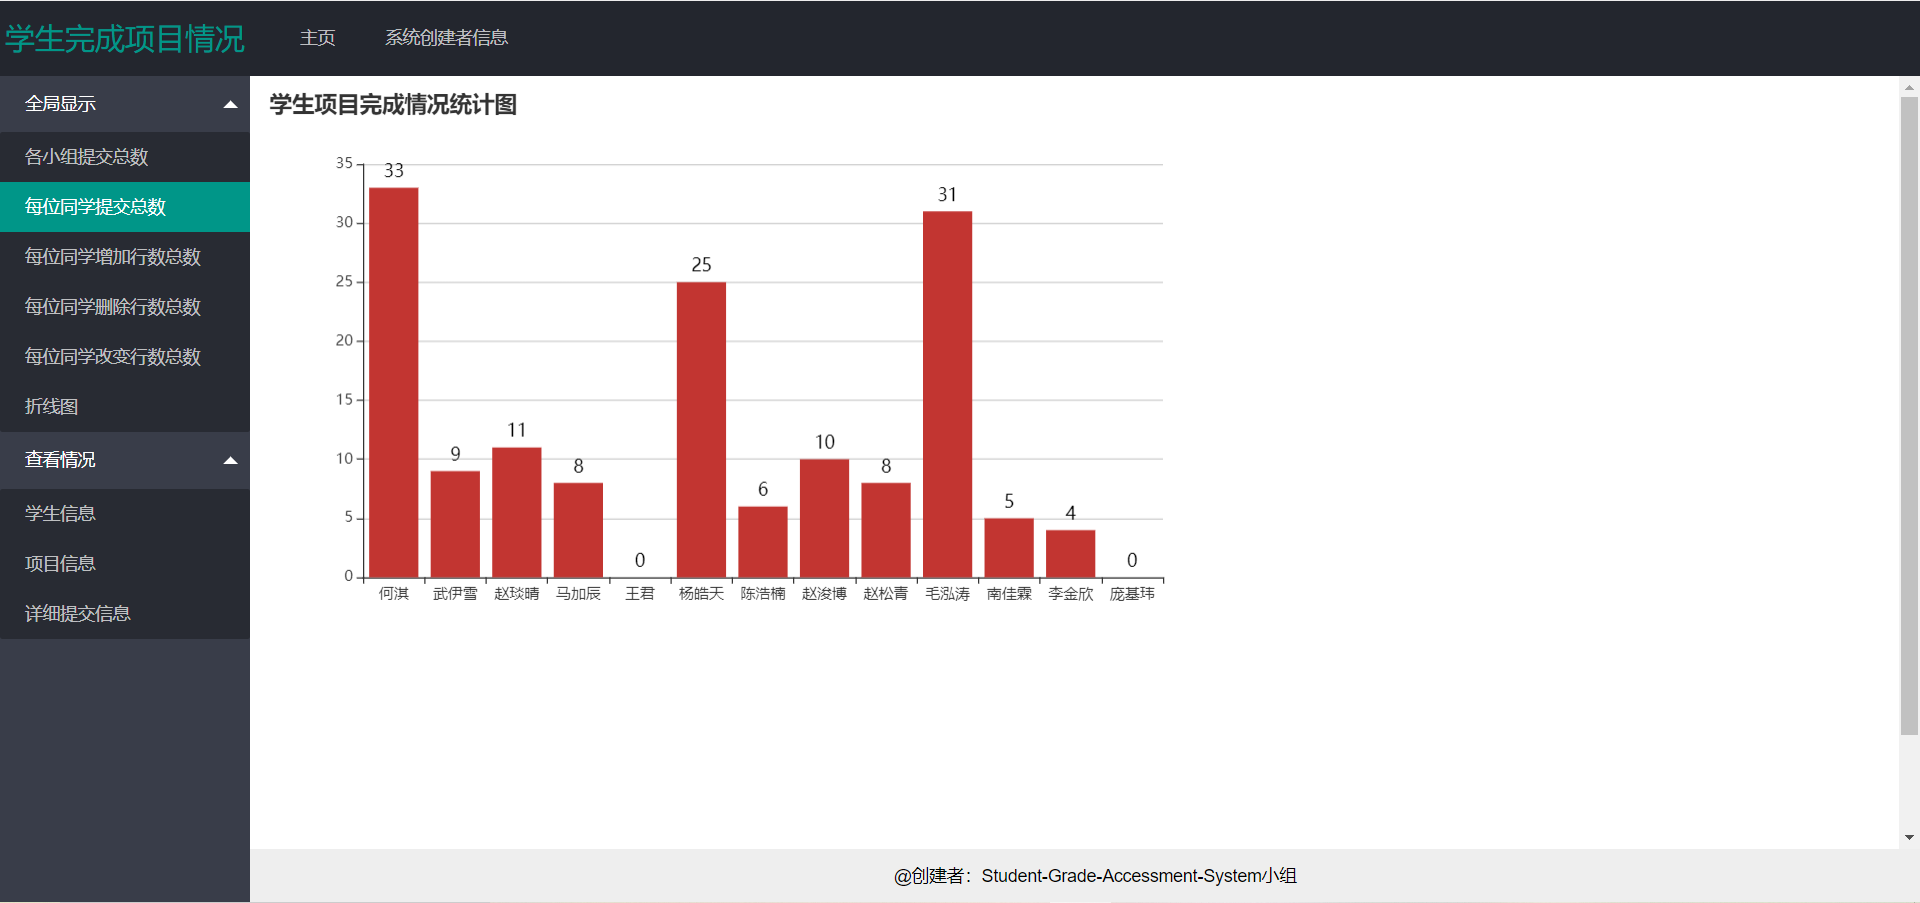 学生完成项目情况
主页
系统创建者信息
全局显示
各小组提交总数
每位同学提交总数
每位同学增加行数总数
每位同学删除行数总数
每位同学改变行数总数
折线图
查看情况
学生信息
项目信息
详细提交信息
学生项目完成情况统计图
35
30
25
20
15
10
5
0
33
9
11
8
0
25
6
10
8
31
5
4
0
何淇
武伊雪
赵琰晴
马加辰
王君
杨皓天
陈浩楠
赵浚博
赵松青
毛泓涛
南佳霖
李金欣
庞基玮
@创建者：Student-Grade-Accessment-System小组